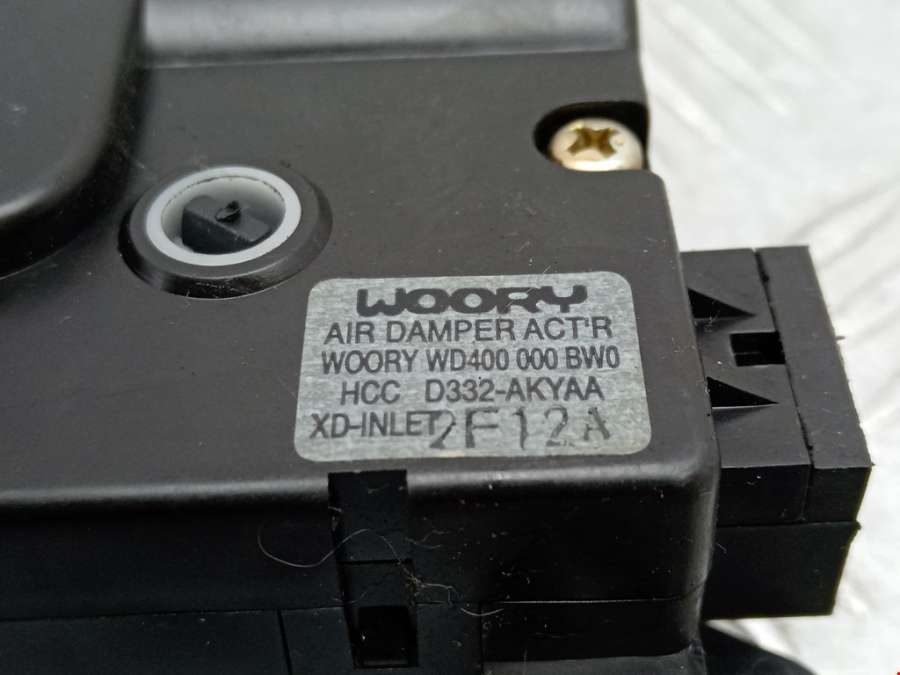 WOORY
AIR DAMPER ACT'R
WOORY WD400 000 BW0
HCC D332-AKYAA
XD-INLET 2F12A